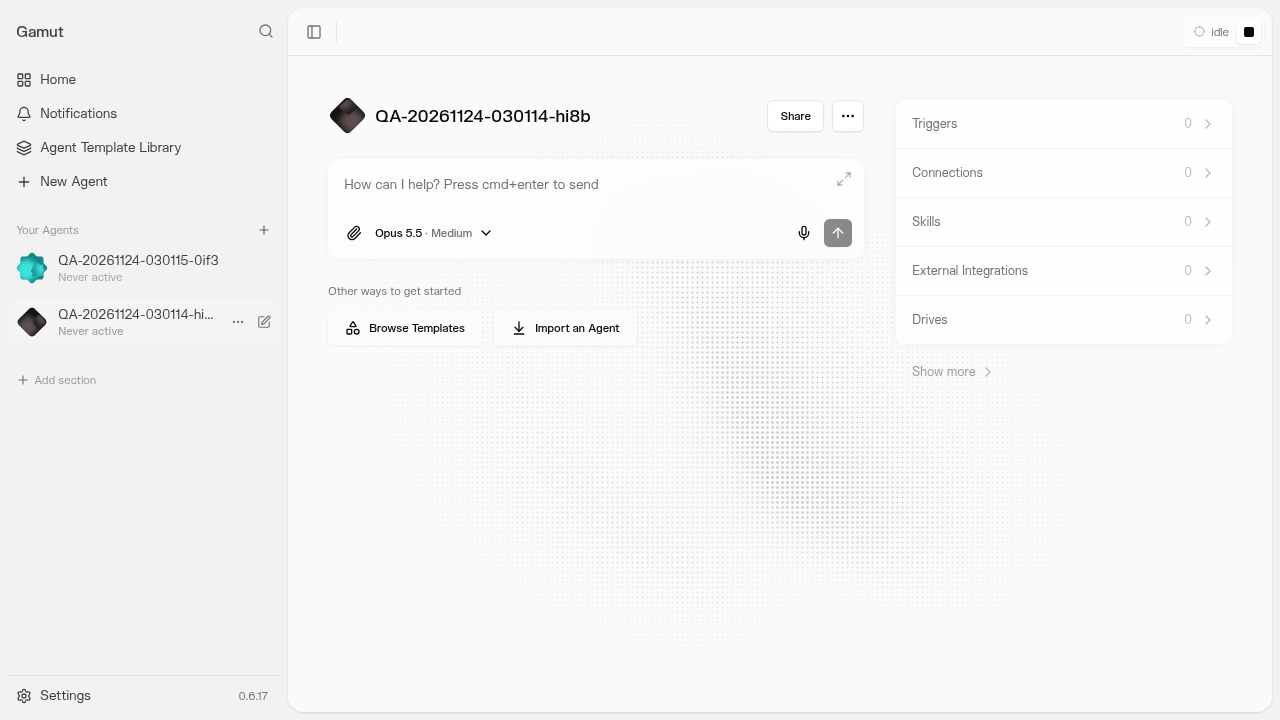 Gamut
Home
Notifications
Agent Template Library
New Agent
Your Agents
QA-20261124-030115-0if3
Never active
QA-20261124-030114-hi...
Never active
Add section
Settings
0.6.17
idle
QA-20261124-030114-hi8b
Share
How can I help? Press cmd+enter to send
Opus 5.5 · Medium
Other ways to get started
Browse Templates
Import an Agent
Triggers 0
Connections 0
Skills 0
External Integrations 0
Drives 0
Show more